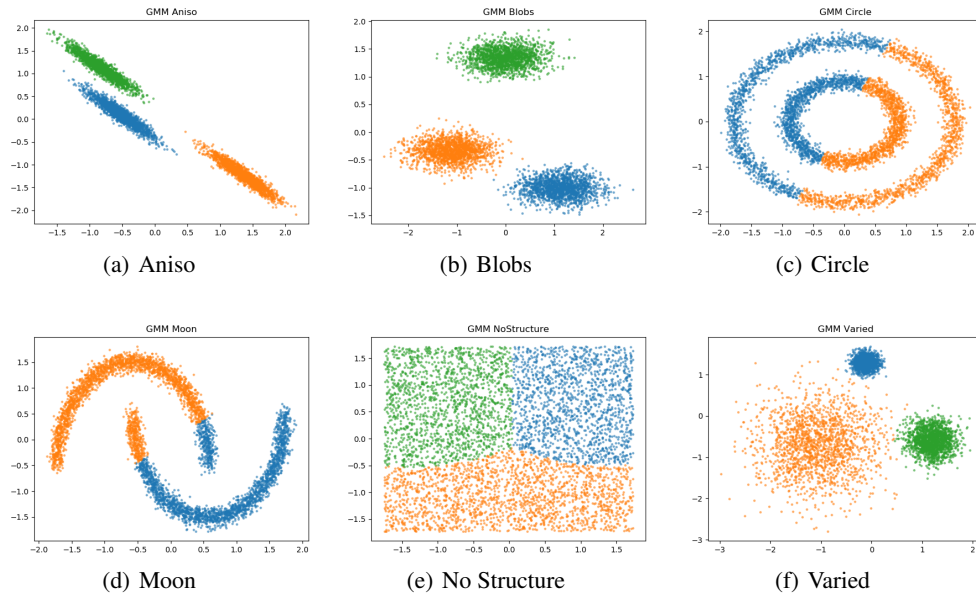 GMM Aniso
2.0
1.5
1.0
0.5
0.0
−0.5
−1.0
−1.5
−2.0
−1.5 −1.0 −0.5 0.0 0.5 1.0 1.5 2.0
(a) Aniso
GMM Blobs
2.0
1.5
1.0
0.5
0.0
−0.5
−1.0
−1.5
−2 −1 0 1 2
(b) Blobs
GMM Circle
2
1
0
−1
−2
−2.0 −1.5 −1.0 −0.5 0.0 0.5 1.0 1.5 2.0
(c) Circle
GMM Moon
1.5
1.0
0.5
0.0
−0.5
−1.0
−1.5
−2.0 −1.5 −1.0 −0.5 0.0 0.5 1.0 1.5 2.0
(d) Moon
GMM NoStructure
1.5
1.0
0.5
0.0
−0.5
−1.0
−1.5
−1.5 −1.0 −0.5 0.0 0.5 1.0 1.5
(e) No Structure
GMM Varied
1
0
−1
−2
−3
−3 −2 −1 0 1 2
(f) Varied